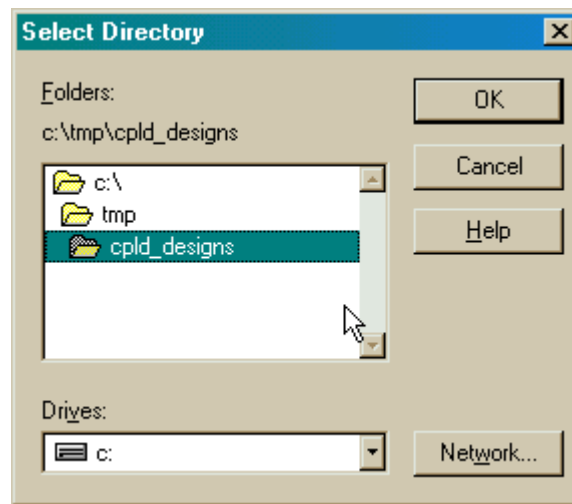 Select Directory
Folders:
c:\tmp\cpld_designs
c:\
tmp
cpld_designs
Drives:
c:
OK
Cancel
Help
Network...